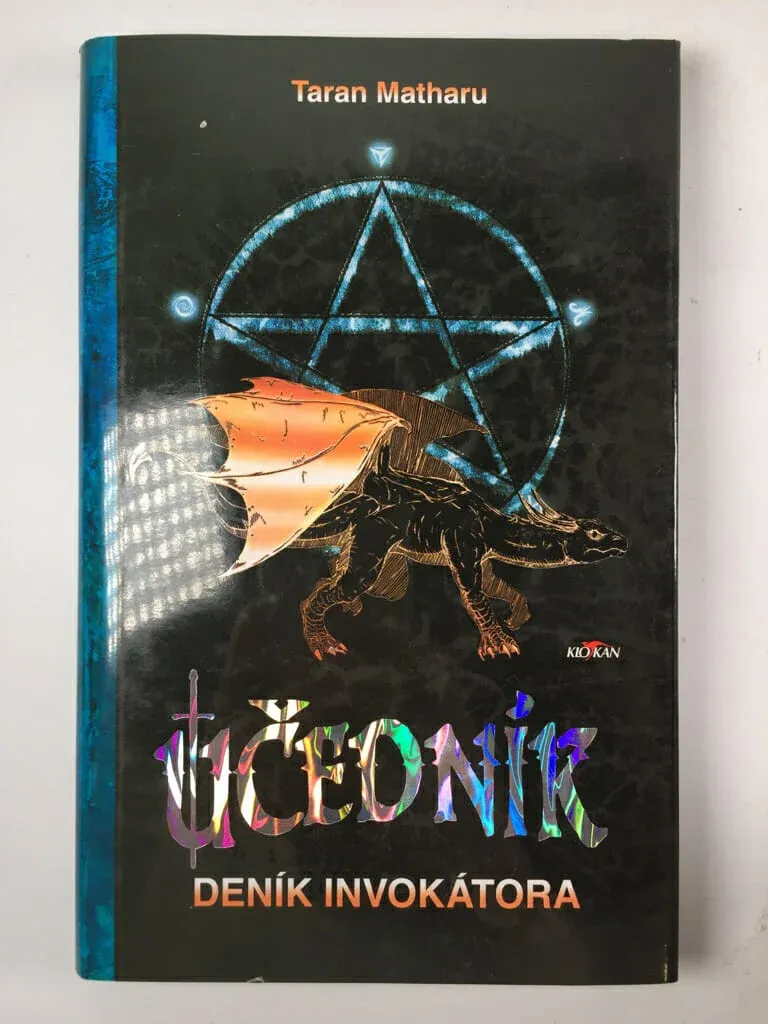 Taran Matharu
KLOKAN
UČEDNÍK
DENÍK INVOKÁTORA